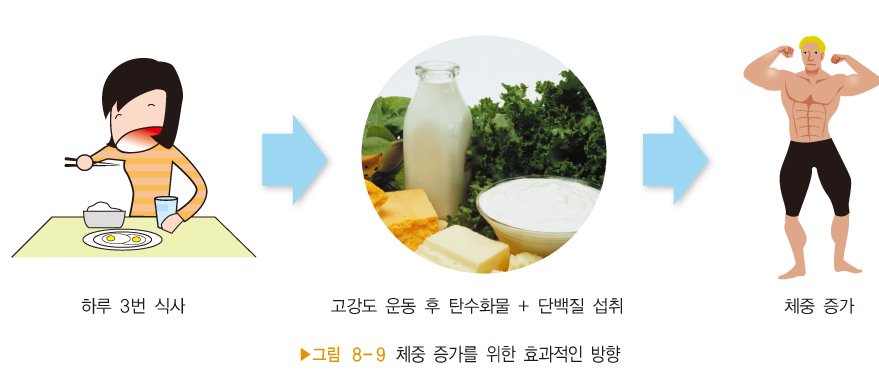 하루 3번 식사
고강도 운동 후 탄수화물 + 단백질 섭취
체중 증가
▶그림 8-9 체중 증가를 위한 효과적인 방향